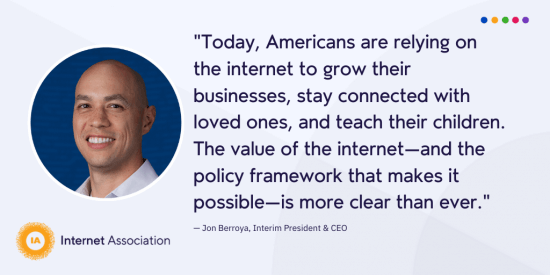 "Today, Americans are relying on
the internet to grow their
businesses, stay connected with
loved ones, and teach their children.
The value of the internet—and the
policy framework that makes it
possible—is more clear than ever."
— Jon Berroya, Interim President & CEO
IA Internet Association